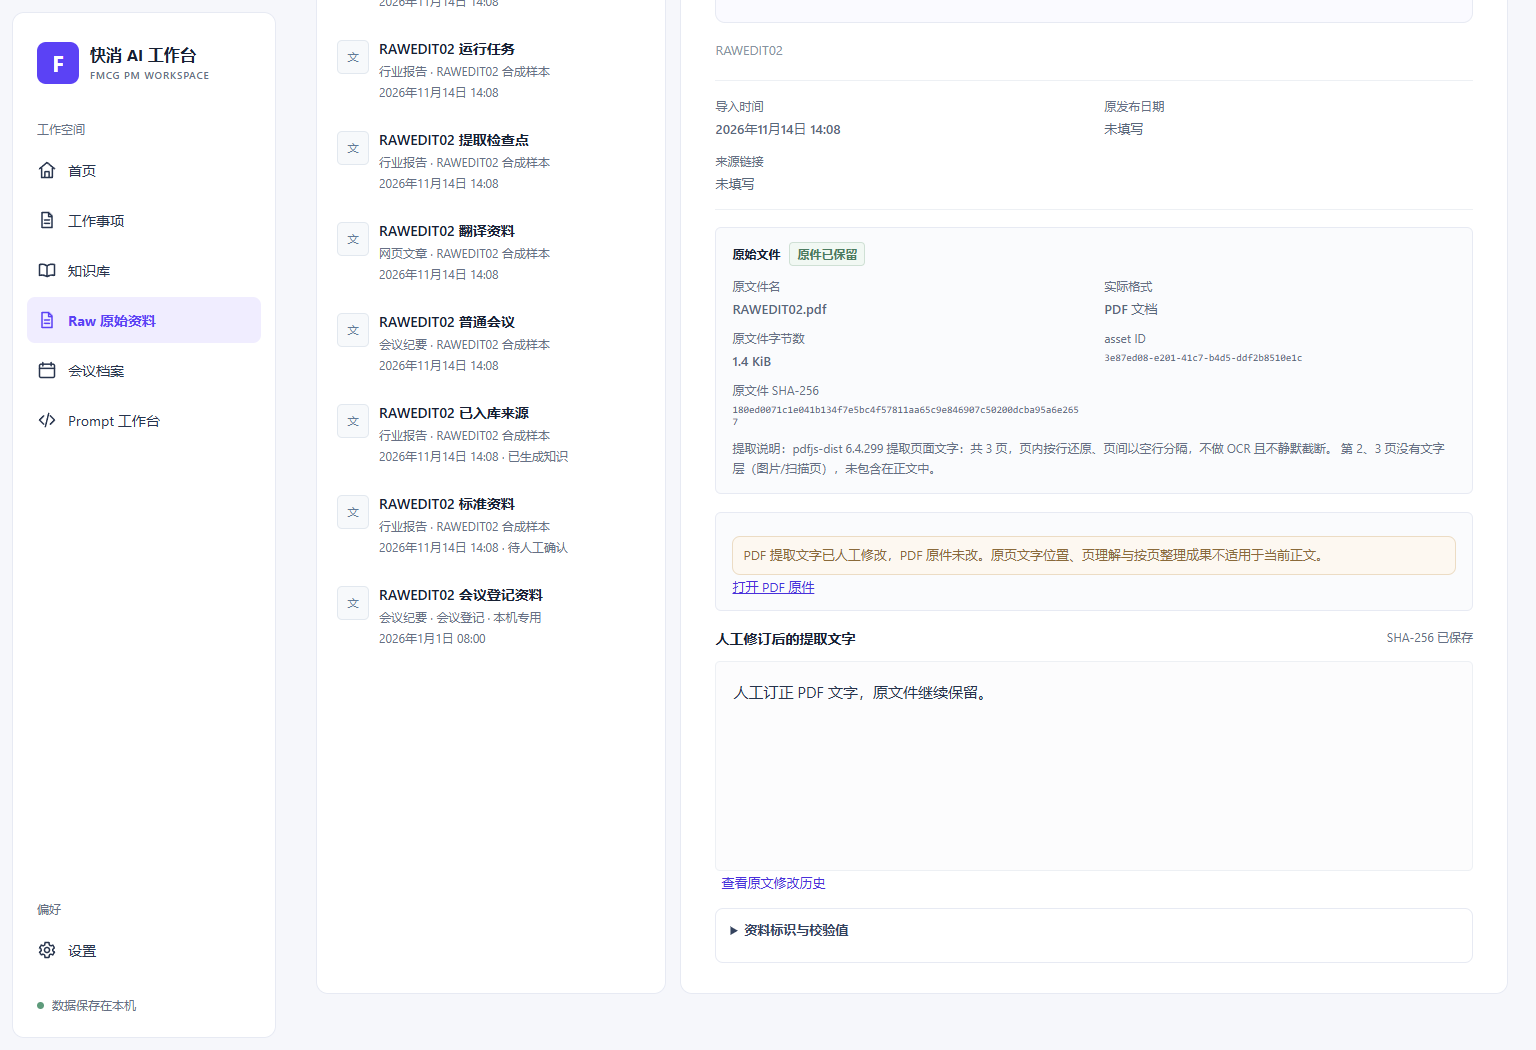 F
快消 AI 工作台
FMCG PM WORKSPACE
工作空间
首页
工作事项
知识库
Raw 原始资料
会议档案
Prompt 工作台
偏好
设置
数据保存在本机
2026年11月14日 14:08
文
RAWEDIT02 运行任务
行业报告 · RAWEDIT02 合成样本
2026年11月14日 14:08
文
RAWEDIT02 提取检查点
行业报告 · RAWEDIT02 合成样本
2026年11月14日 14:08
文
RAWEDIT02 翻译资料
网页文章 · RAWEDIT02 合成样本
2026年11月14日 14:08
文
RAWEDIT02 普通会议
会议纪要 · RAWEDIT02 合成样本
2026年11月14日 14:08
文
RAWEDIT02 已入库来源
行业报告 · RAWEDIT02 合成样本
2026年11月14日 14:08 · 已生成知识
文
RAWEDIT02 标准资料
行业报告 · RAWEDIT02 合成样本
2026年11月14日 14:08 · 待人工确认
文
RAWEDIT02 会议登记资料
会议纪要 · 会议登记 · 本机专用
2026年1月1日 08:00
RAWEDIT02
导入时间
2026年11月14日 14:08
原发布日期
未填写
来源链接
未填写
原始文件 原件已保留
原文件名
RAWEDIT02.pdf
实际格式
PDF 文档
原文件字节数
1.4 KiB
asset ID
3e87ed08-e201-41c7-b4d5-ddf2b8510e1c
原文件 SHA-256
180ed0071c1e041b134f7e5bc4f57811aa65c9e846907c50200dcba95a6e265
7
提取说明：pdfjs-dist 6.4.299 提取页面文字：共 3 页，页内按行还原、页间以空行分隔，不做 OCR 且不静默截断。 第 2、3 页没有文字
层（图片/扫描页），未包含在正文中。
PDF 提取文字已人工修改，PDF 原件未改。原页文字位置、页理解与按页整理成果不适用于当前正文。
打开 PDF 原件
人工修订后的提取文字
SHA-256 已保存
人工订正 PDF 文字，原文件继续保留。
查看原文修改历史
资料标识与校验值